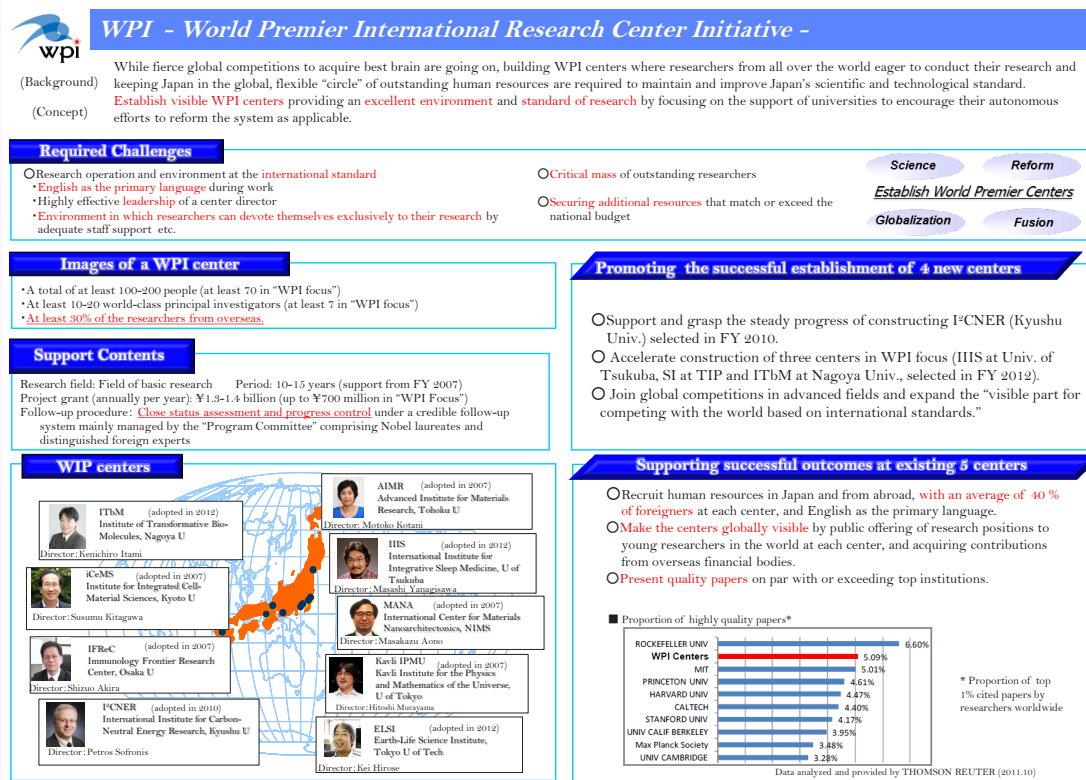 wpi
WPI - World Premier International Research Center Initiative -
(Background)
While fierce global competitions to acquire best brain are going on, building WPI centers where researchers from all over the world eager to conduct their research and
keeping Japan in the global, flexible “circle” of outstanding human resources are required to maintain and improve Japan’s scientific and technological standard.
(Concept)
Establish visible WPI centers providing an excellent environment and standard of research by focusing on the support of universities to encourage their autonomous
efforts to reform the system as applicable.
Required Challenges
○Research operation and environment at the international standard
・English as the primary language during work
・Highly effective leadership of a center director
・Environment in which researchers can devote themselves exclusively to their research by
adequate staff support etc.
○Critical mass of outstanding researchers
○Securing additional resources that match or exceed the
national budget
Science
Reform
Establish World Premier Centers
Globalization
Fusion
Images of a WPI center
・A total of at least 100-200 people (at least 70 in “WPI focus”)
・At least 10-20 world-class principal investigators (at least 7 in “WPI focus”)
・At least 30% of the researchers from overseas.
Support Contents
Research field: Field of basic research Period: 10-15 years (support from FY 2007)
Project grant (annually per year): ¥1.3-1.4 billion (up to ¥700 million in “WPI Focus”)
Follow-up procedure: Close status assessment and progress control under a credible follow-up
system mainly managed by the “Program Committee” comprising Nobel laureates and
distinguished foreign experts
Promoting the successful establishment of 4 new centers
○Support and grasp the steady progress of constructing I²CNER (Kyushu
Univ.) selected in FY 2010.
○ Accelerate construction of three centers in WPI focus (IIIS at Univ. of
Tsukuba, SI at TIP and ITbM at Nagoya Univ., selected in FY 2012).
○ Join global competitions in advanced fields and expand the “visible part for
competing with the world based on international standards.”
WIP centers
ITbM (adopted in 2012)
Institute of Transformative Bio-
Molecules, Nagoya U
Director：Kenichiro Itami
iCeMS (adopted in 2007)
Institute for Integrated Cell-
Material Sciences, Kyoto U
Director：Susumu Kitagawa
IFReC (adopted in 2007)
Immunology Frontier Research
Center, Osaka U
Director：Shizuo Akira
I²CNER (adopted in 2010)
International Institute for Carbon-
Neutral Energy Research, Kyushu U
Director：Petros Sofronis
AIMR (adopted in 2007)
Advanced Institute for Materials
Research, Tohoku U
Director: Motoko Kotani
IIIS (adopted in 2012)
International Institute for
Integrative Sleep Medicine, U of
Tsukuba
Director：Masashi Yanagisawa
MANA (adopted in 2007)
International Center for Materials
Nanoarchitectonics, NIMS
Director：Masakazu Aono
Kavli IPMU (adopted in 2007)
Kavli Institute for the Physics
and Mathematics of the Universe,
U of Tokyo
Director：Hitoshi Murayama
ELSI (adopted in 2012)
Earth-Life Science Institute,
Tokyo U of Tech
Director：Kei Hirose
Supporting successful outcomes at existing 5 centers
○Recruit human resources in Japan and from abroad, with an average of 40 %
of foreigners at each center, and English as the primary language.
○Make the centers globally visible by public offering of research positions to
young researchers in the world at each center, and acquiring contributions
from overseas financial bodies.
○Present quality papers on par with or exceeding top institutions.
■ Proportion of highly quality papers*
ROCKEFELLER UNIV 6.60%
WPI Centers 5.09%
MIT 5.01%
PRINCETON UNIV 4.61%
HARVARD UNIV 4.47%
CALTECH 4.40%
STANFORD UNIV 4.17%
UNIV CALIF BERKELEY 3.95%
Max Planck Society 3.48%
UNIV CAMBRIDGE 3.28%
* Proportion of top
1% cited papers by
researchers worldwide
Data analyzed and provided by THOMSON REUTER (2011.10)